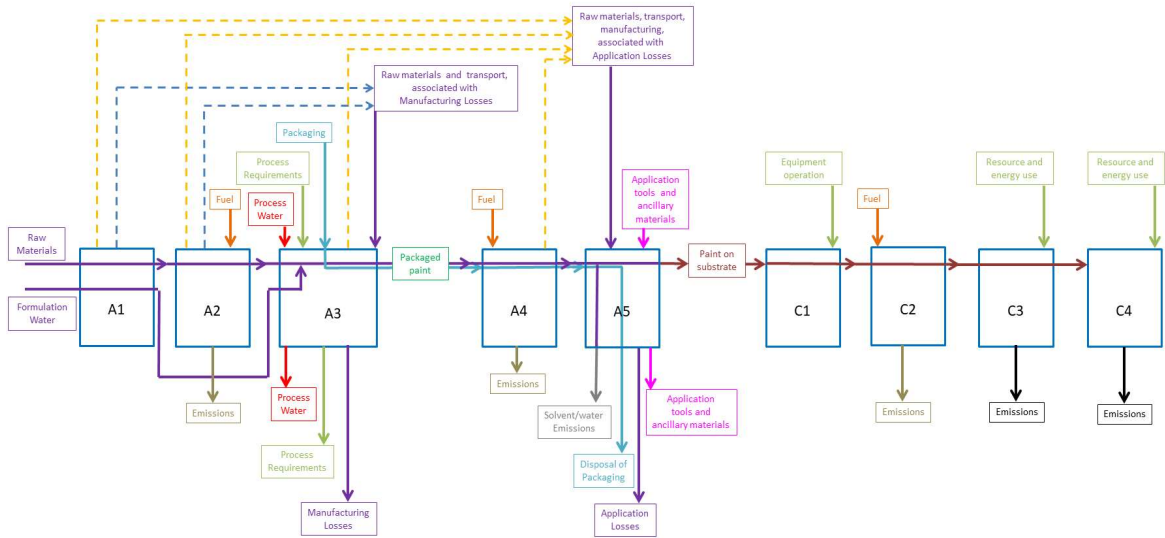 Raw materials, transport,
manufacturing,
associated with
Application Losses
Raw materials and transport,
associated with
Manufacturing Losses
Packaging
Process
Requirements
Equipment
operation
Resource and
energy use
Resource and
energy use
Application
tools and
ancillary
materials
Fuel
Process
Water
Fuel
Fuel
Raw
Materials
Packaged
paint
Paint on
substrate
Formulation
Water
A1
A2
A3
A4
A5
C1
C2
C3
C4
Emissions
Process
Water
Emissions
Solvent/water
Emissions
Application
tools and
ancillary materials
Emissions
Emissions
Emissions
Process
Requirements
Disposal of
Packaging
Manufacturing
Losses
Application
Losses